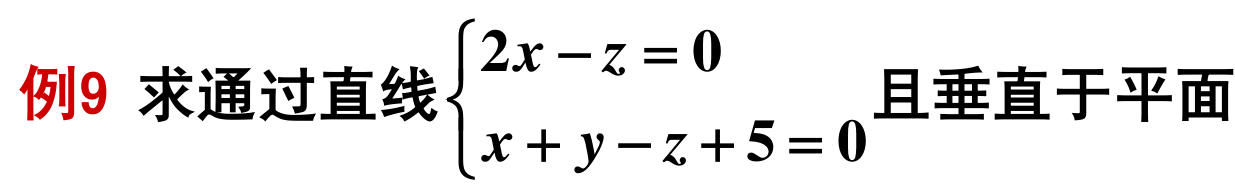 例9 求通过直线{2x − z = 0
x + y − z + 5 = 0 且垂直于平面